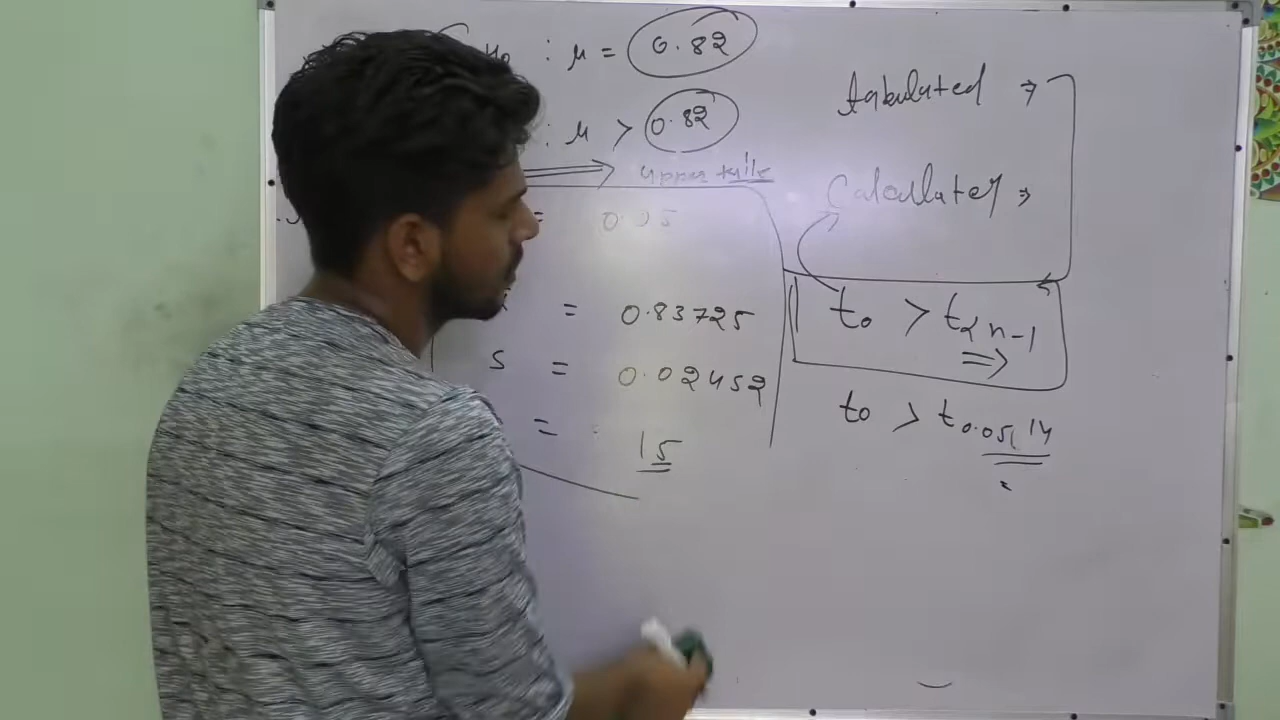 : μ = 0.82
: μ > 0.82
upper tail
= 0.05
= 0.83725
s = 0.02452
= 15
tabulated ⇒
Calculated ⇒
t0 > tα n-1
t0 > t0.05, 14